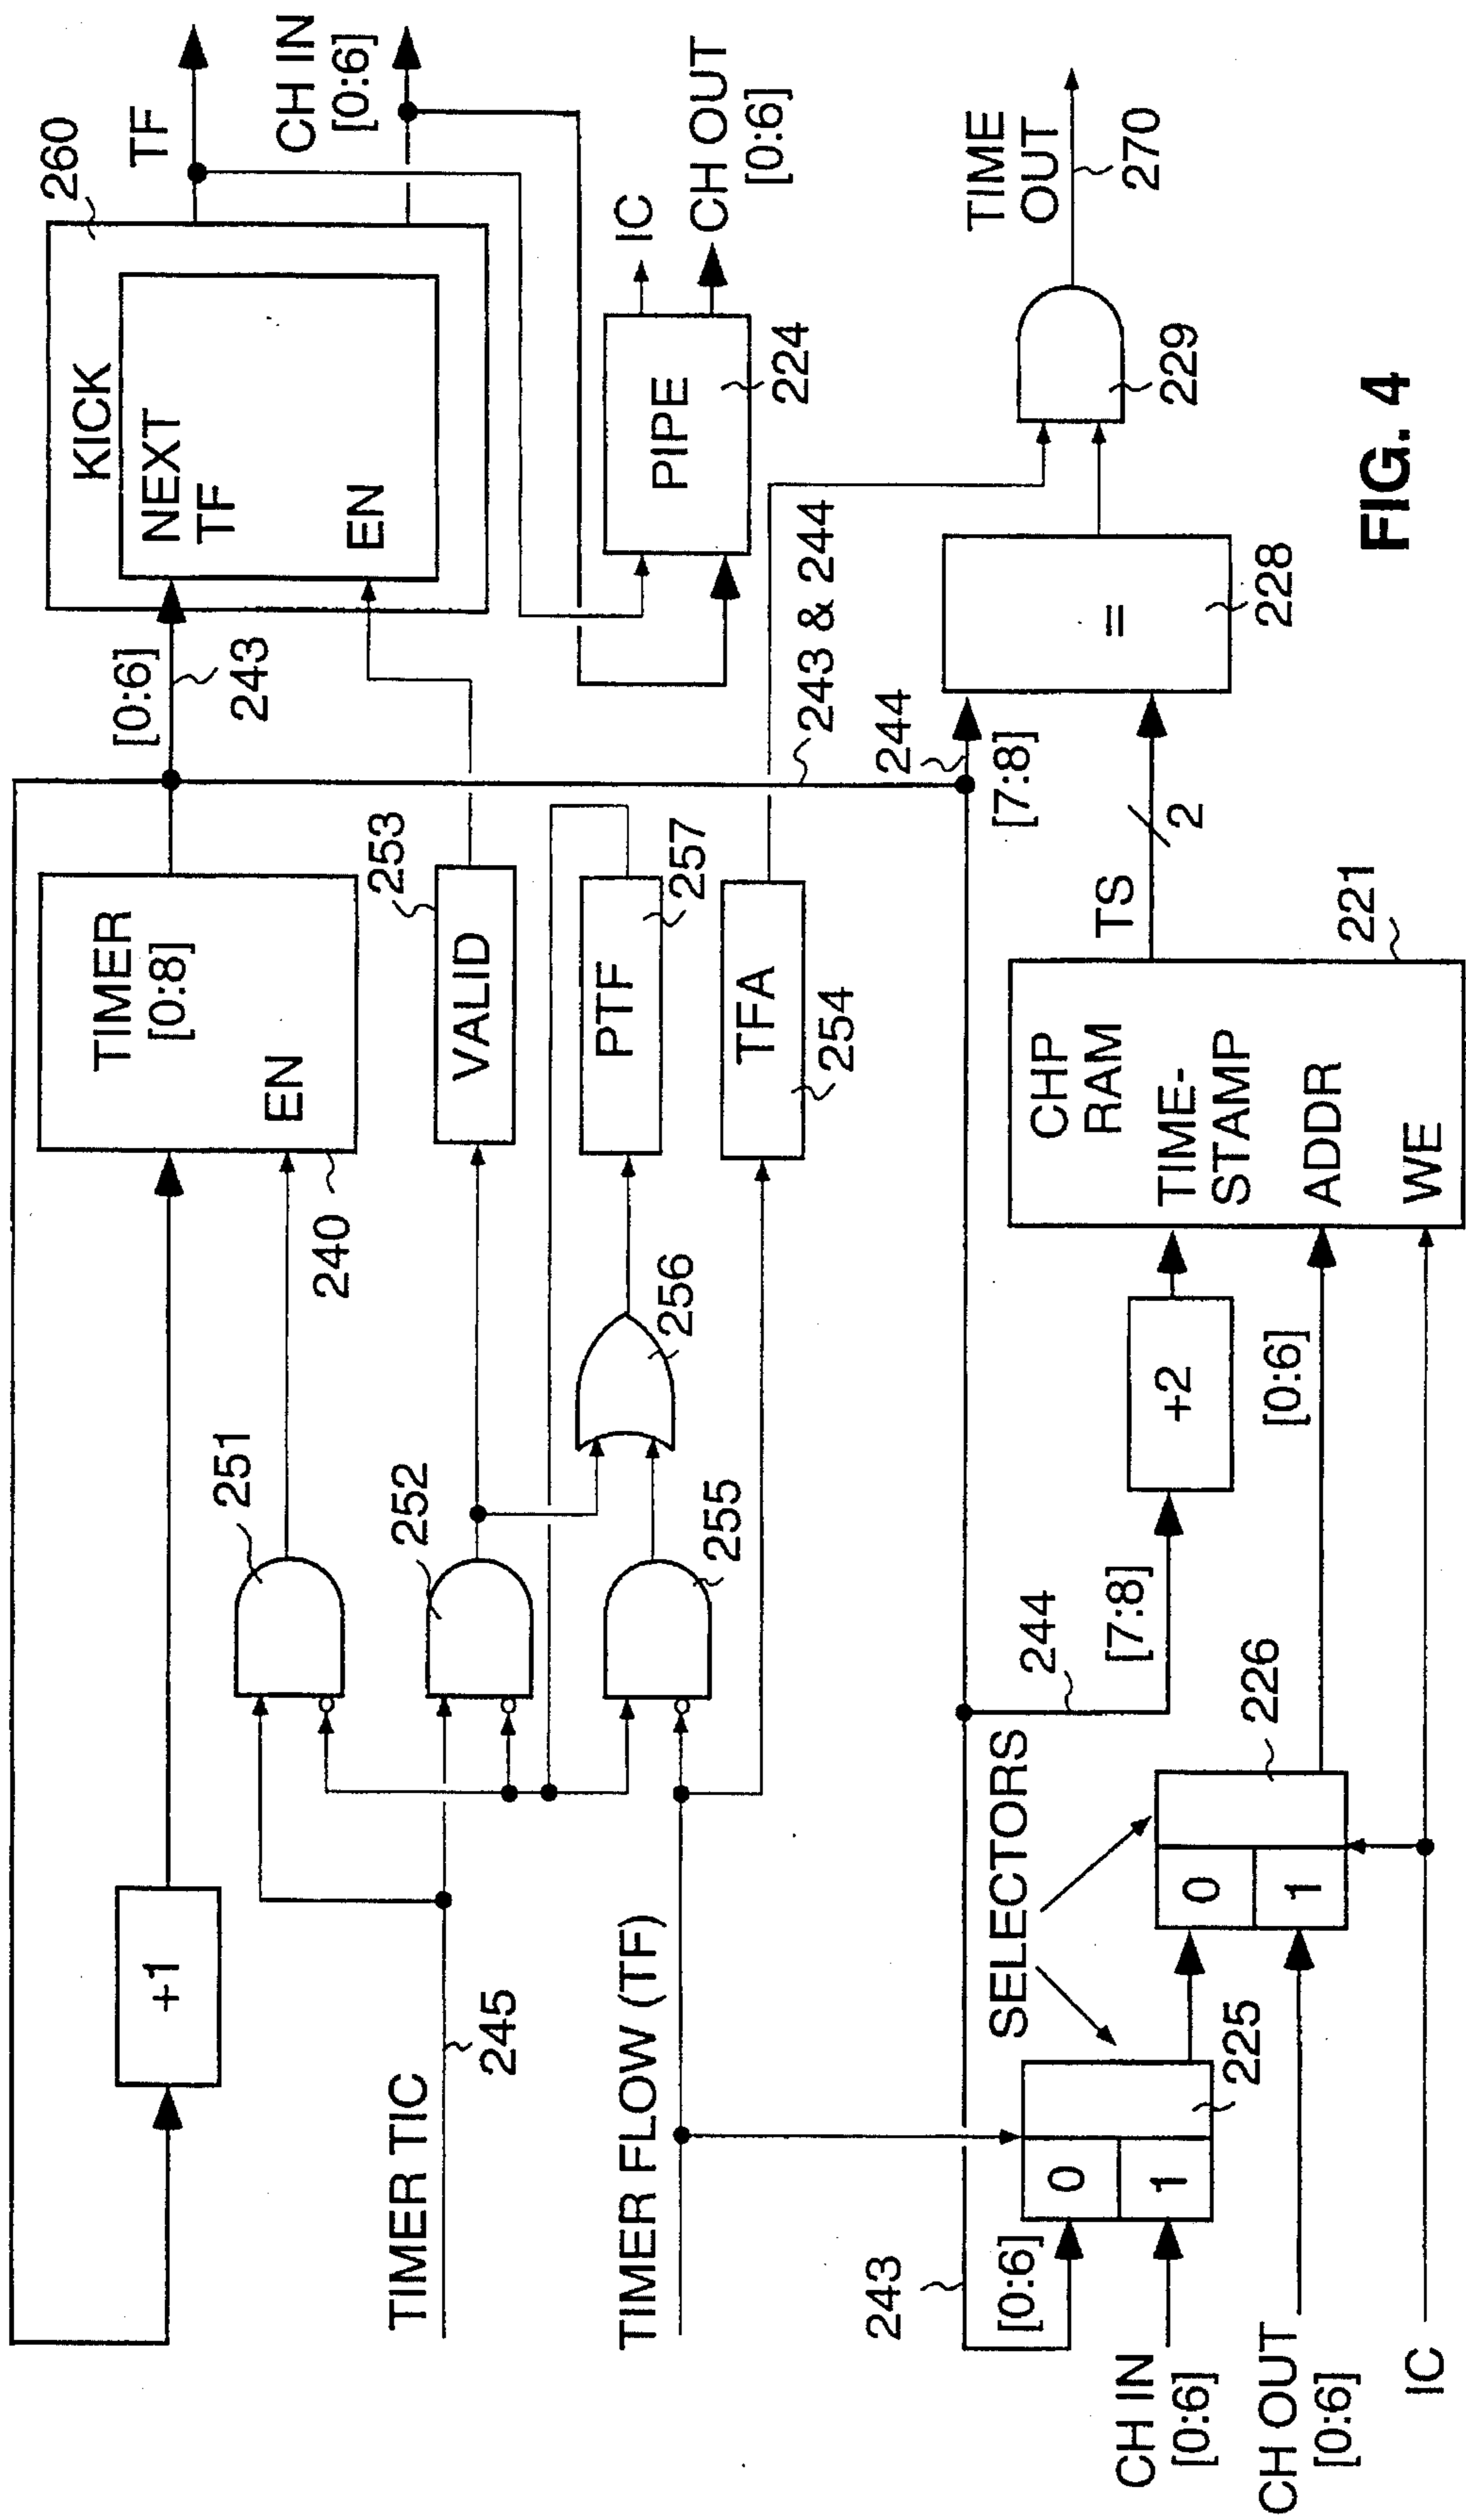 260
TF
CH IN
[0:6]
KICK
NEXT
TF
EN
[0:6]
243
TIMER
[0:8]
EN
240
+1
251
TIMER TIC
245
252
VALID
253
PTF
257
256
255
TFA
254
TIMER FLOW (TF)
PIPE
224
IC
CH OUT
[0:6]
243 & 244
244
[7:8]
=
228
229
TIME
OUT
270
243
[0:6]
0
1
225
CH IN
[0:6]
CH OUT
[0:6]
IC
SELECTORS
0
1
226
244
[7:8]
+2
[0:6]
CHP
RAM
TIME-
STAMP
ADDR
WE
221
TS
2
FIG. 4